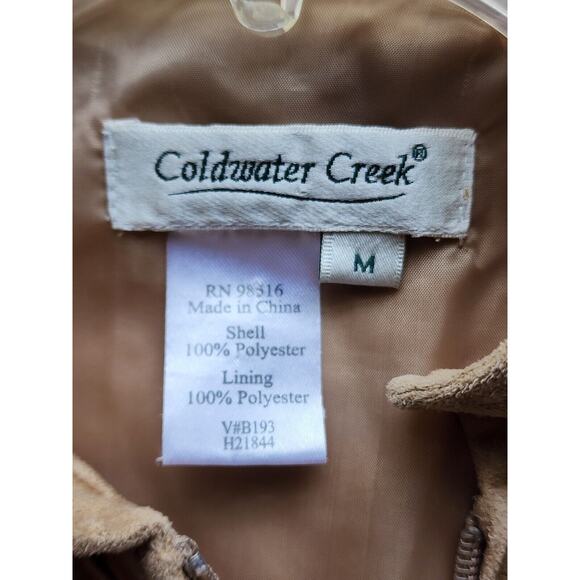 Coldwater Creek®
M
RN 98316
Made in China
Shell
100% Polyester
Lining
100% Polyester
V#B193
H21844